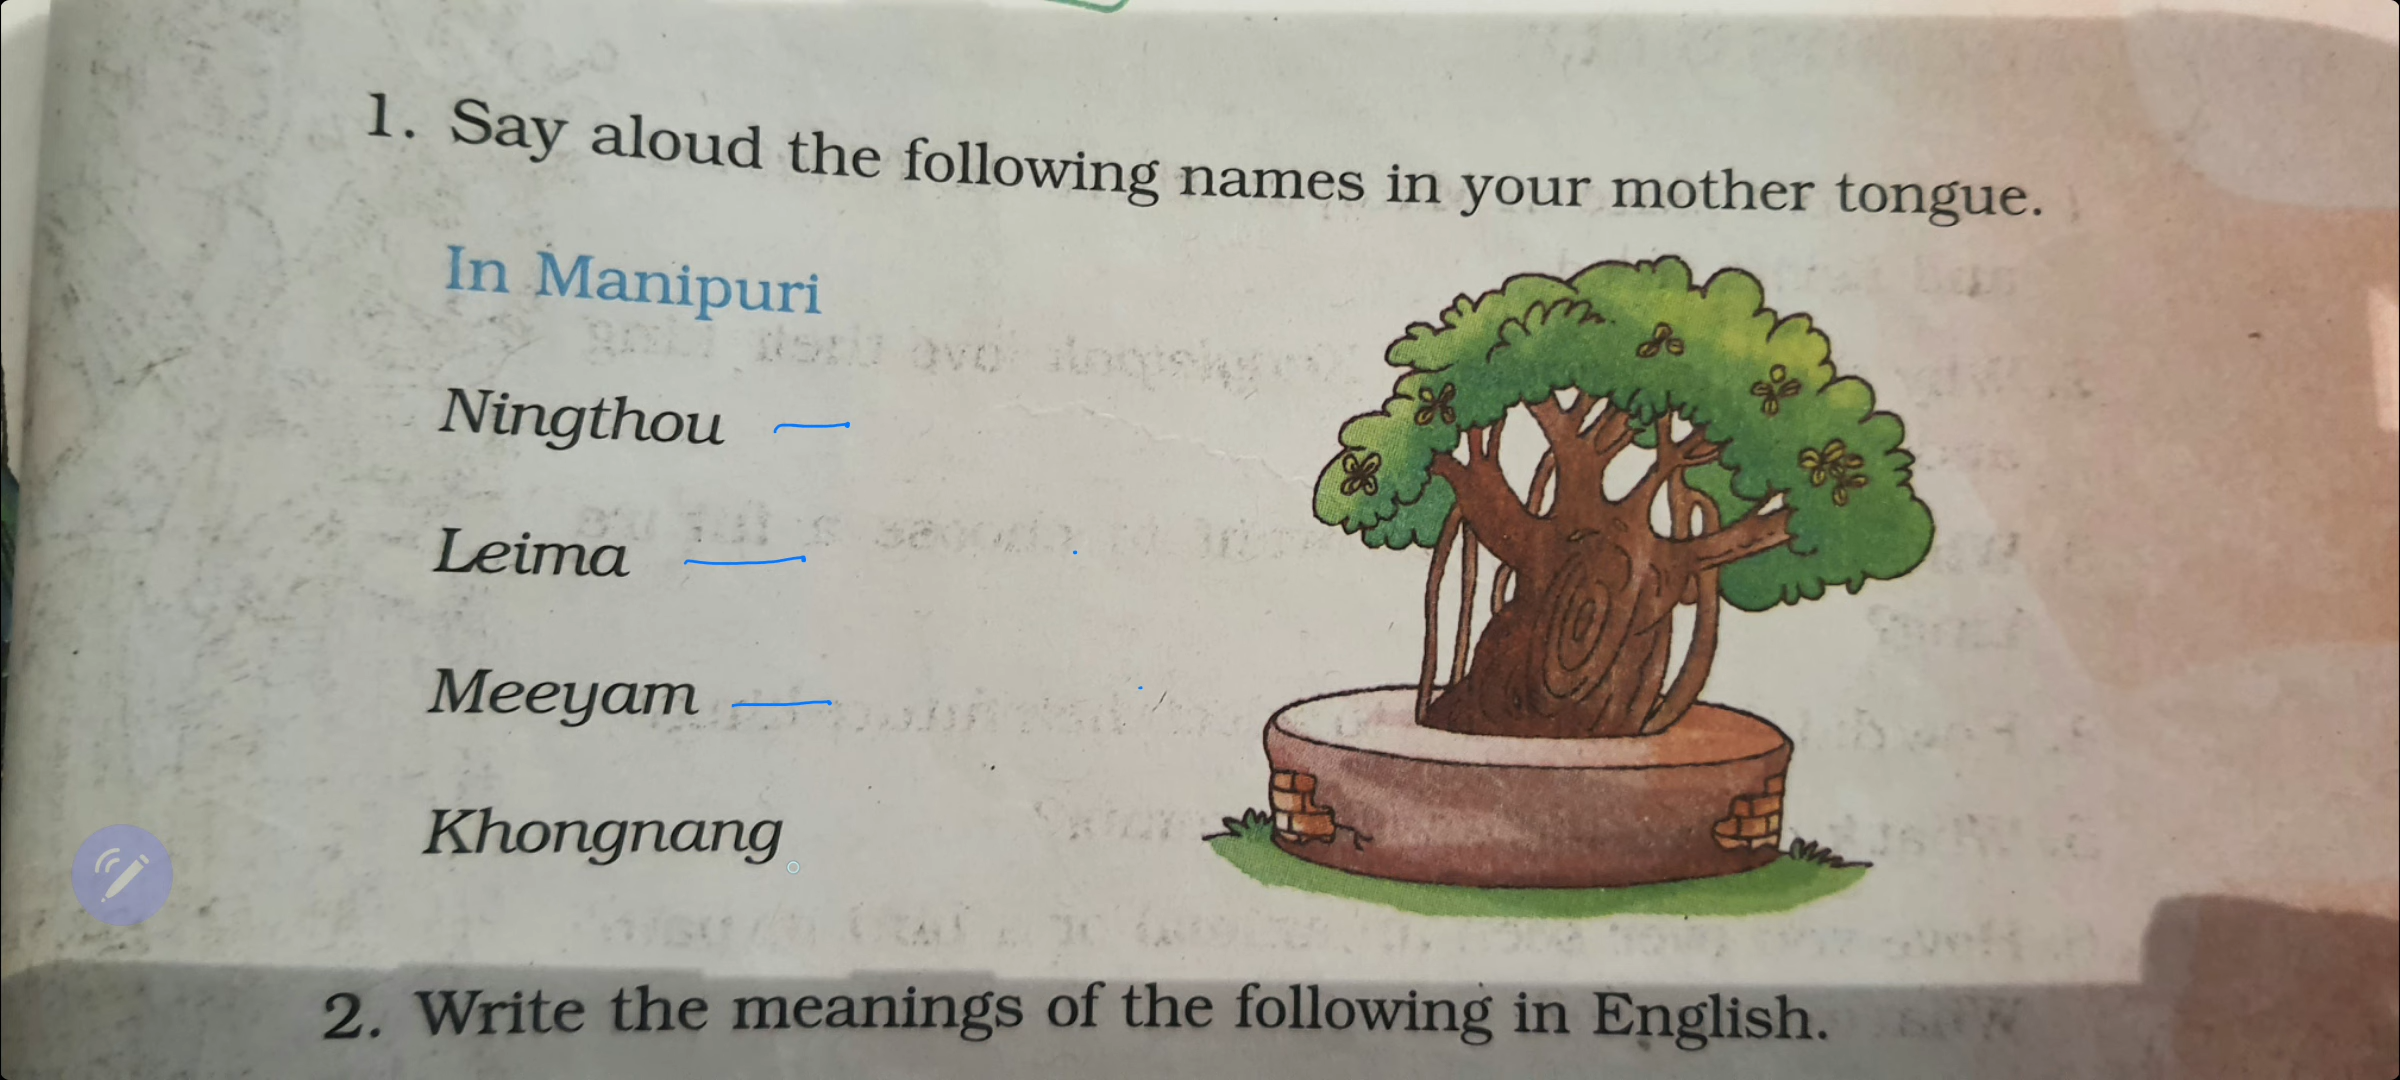 1. Say aloud the following names in your mother tongue.
In Manipuri
Ningthou
Leima
Meeyam
Khongnang
2. Write the meanings of the following in English.